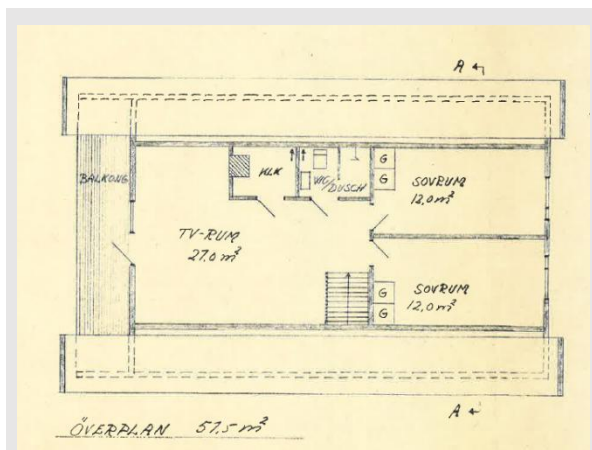 A
BALKONG
KLK
WC/DUSCH
G
G
SOVRUM
12,0 m²
TV-RUM
27,0 m²
G
G
SOVRUM
12,0 m²
A
ÖVERPLAN 57,5 m²